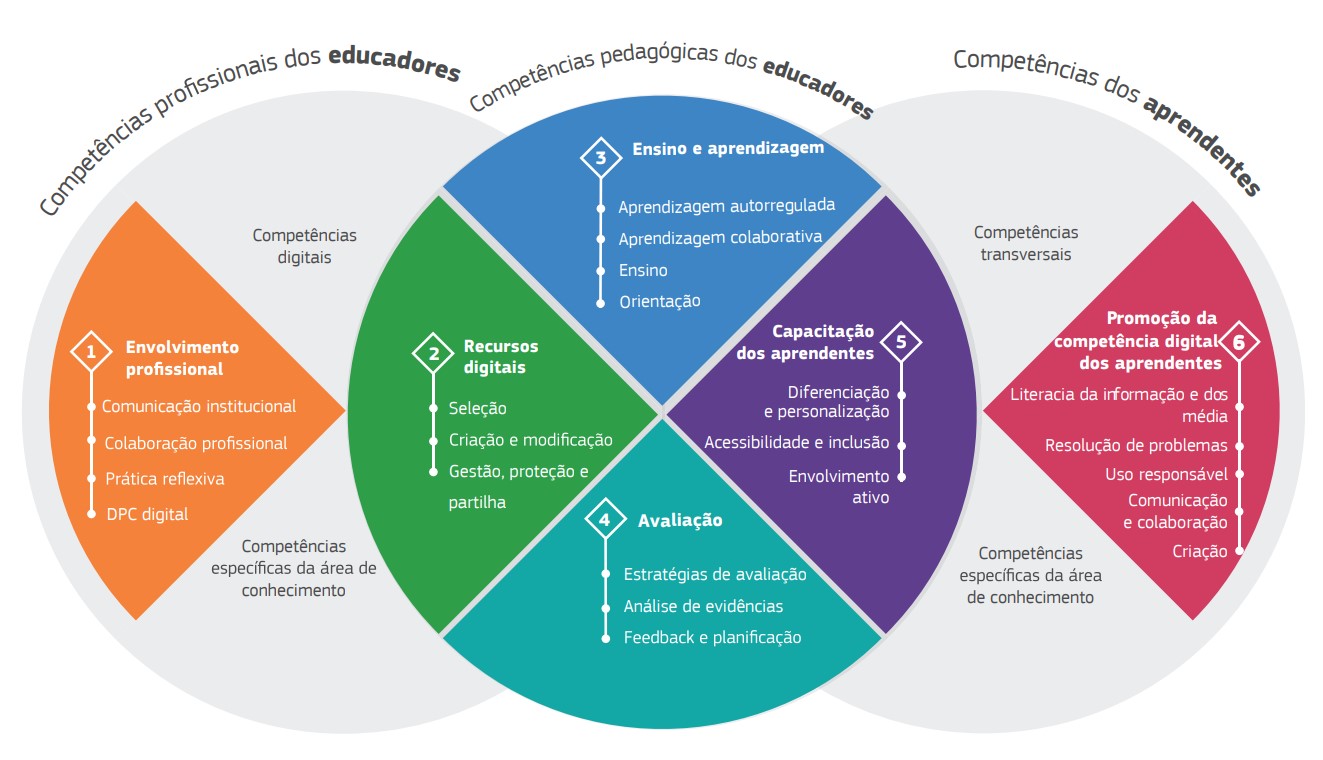 Competências profissionais dos educadores
Competências pedagógicas dos educadores
Competências dos aprendentes
Competências
digitais
Competências
específicas da área de
conhecimento
1
Envolvimento
profissional
Comunicação institucional
Colaboração profissional
Prática reflexiva
DPC digital
2
Recursos
digitais
Seleção
Criação e modificação
Gestão, proteção e
partilha
3
Ensino e aprendizagem
Aprendizagem autorregulada
Aprendizagem colaborativa
Ensino
Orientação
4
Avaliação
Estratégias de avaliação
Análise de evidências
Feedback e planificação
5
Capacitação
dos aprendentes
Diferenciação
e personalização
Acessibilidade e inclusão
Envolvimento
ativo
Competências
transversais
Competências
específicas da área
de conhecimento
6
Promoção da
competência digital
dos aprendentes
Literacia da informação e dos
média
Resolução de problemas
Uso responsável
Comunicação
e colaboração
Criação